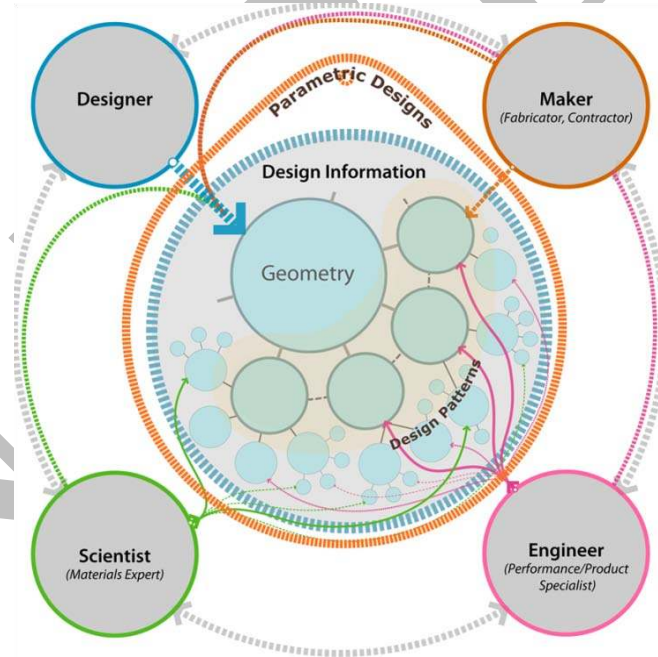 Designer
Maker
(Fabricator, Contractor)
Parametric Designs
Design Information
Geometry
Design Patterns
Scientist
(Materials Expert)
Engineer
(Performance/Product
Specialist)